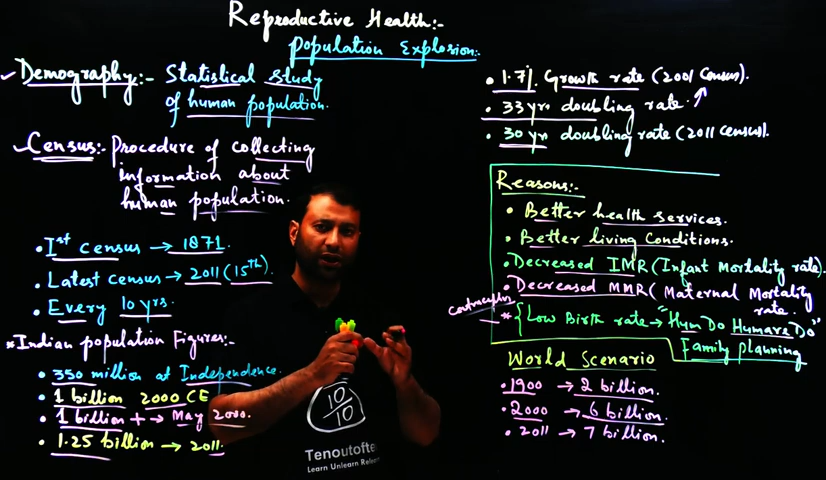 Reproductive Health:-
Population Explosion:-
✓ Demography:- Statistical study
of human population.
✓ Census:- Procedure of collecting
information about
human population.
• Ist census → 1871.
• Latest census → 2011 (15th)
• Every 10 yrs.
* Indian population Figures:-
• 350 million at Independence.
• 1 billion 2000 CE
• 1 billion + → May 2000.
• 1.25 billion → 2011.
10/10
Tenoutoften
Learn Unlearn
• 1.7% Growth rate (2001 Census).
• 33 yrs doubling rate. ↗
• 30 yr doubling rate (2011 census).
Reasons:-
• Better health services.
• Better living Conditions.
• Decreased IMR (Infant Mortality rate).
• Decreased MMR (Maternal Mortality
rate.
contraception
* { Low Birth rate → "Hum Do Humare Do"
Family planning
World Scenario
• 1900 → 2 billion.
• 2000 → 6 billion.
• 2011 → 7 billion.